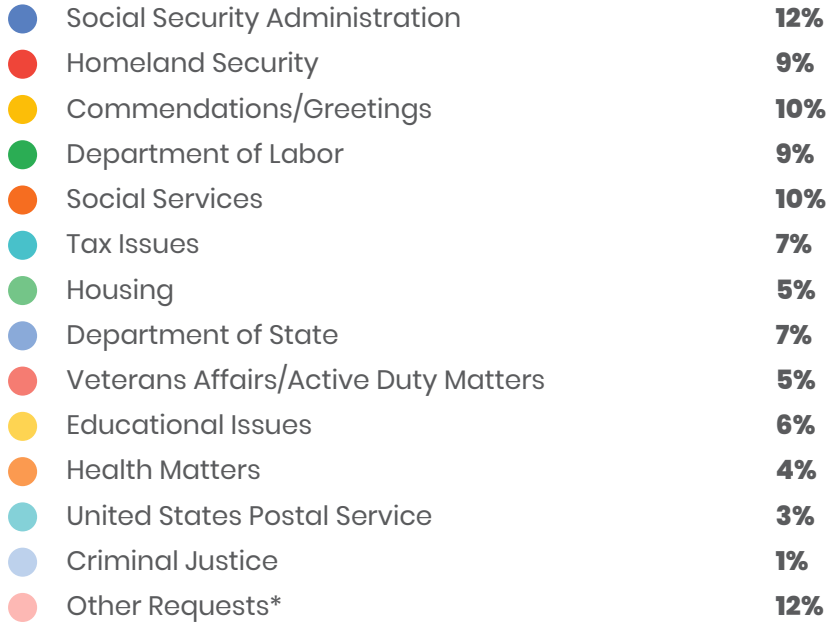 Social Security Administration 12%
Homeland Security 9%
Commendations/Greetings 10%
Department of Labor 9%
Social Services 10%
Tax Issues 7%
Housing 5%
Department of State 7%
Veterans Affairs/Active Duty Matters 5%
Educational Issues 6%
Health Matters 4%
United States Postal Service 3%
Criminal Justice 1%
Other Requests* 12%